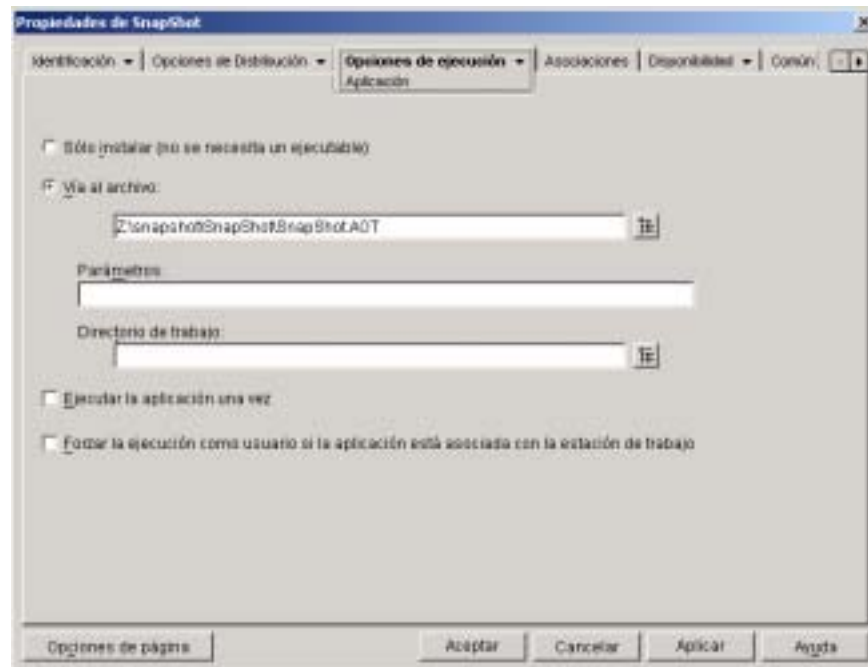 Propiedades de SnapShot
Identificación
Opciones de Distribución
Opciones de ejecución
Asociaciones
Disponibilidad
Común
Aplicación
Sólo instalar (no se necesita un ejecutable)
Vía al archivo:
Z:\snapshot\SnapShot\SnapShot.AOT
Parámetros
Directorio de trabajo:
Ejecutar la aplicación una vez
Forzar la ejecución como usuario si la aplicación está asociada con la estación de trabajo
Opciones de página
Aceptar
Cancelar
Aplicar
Ayuda